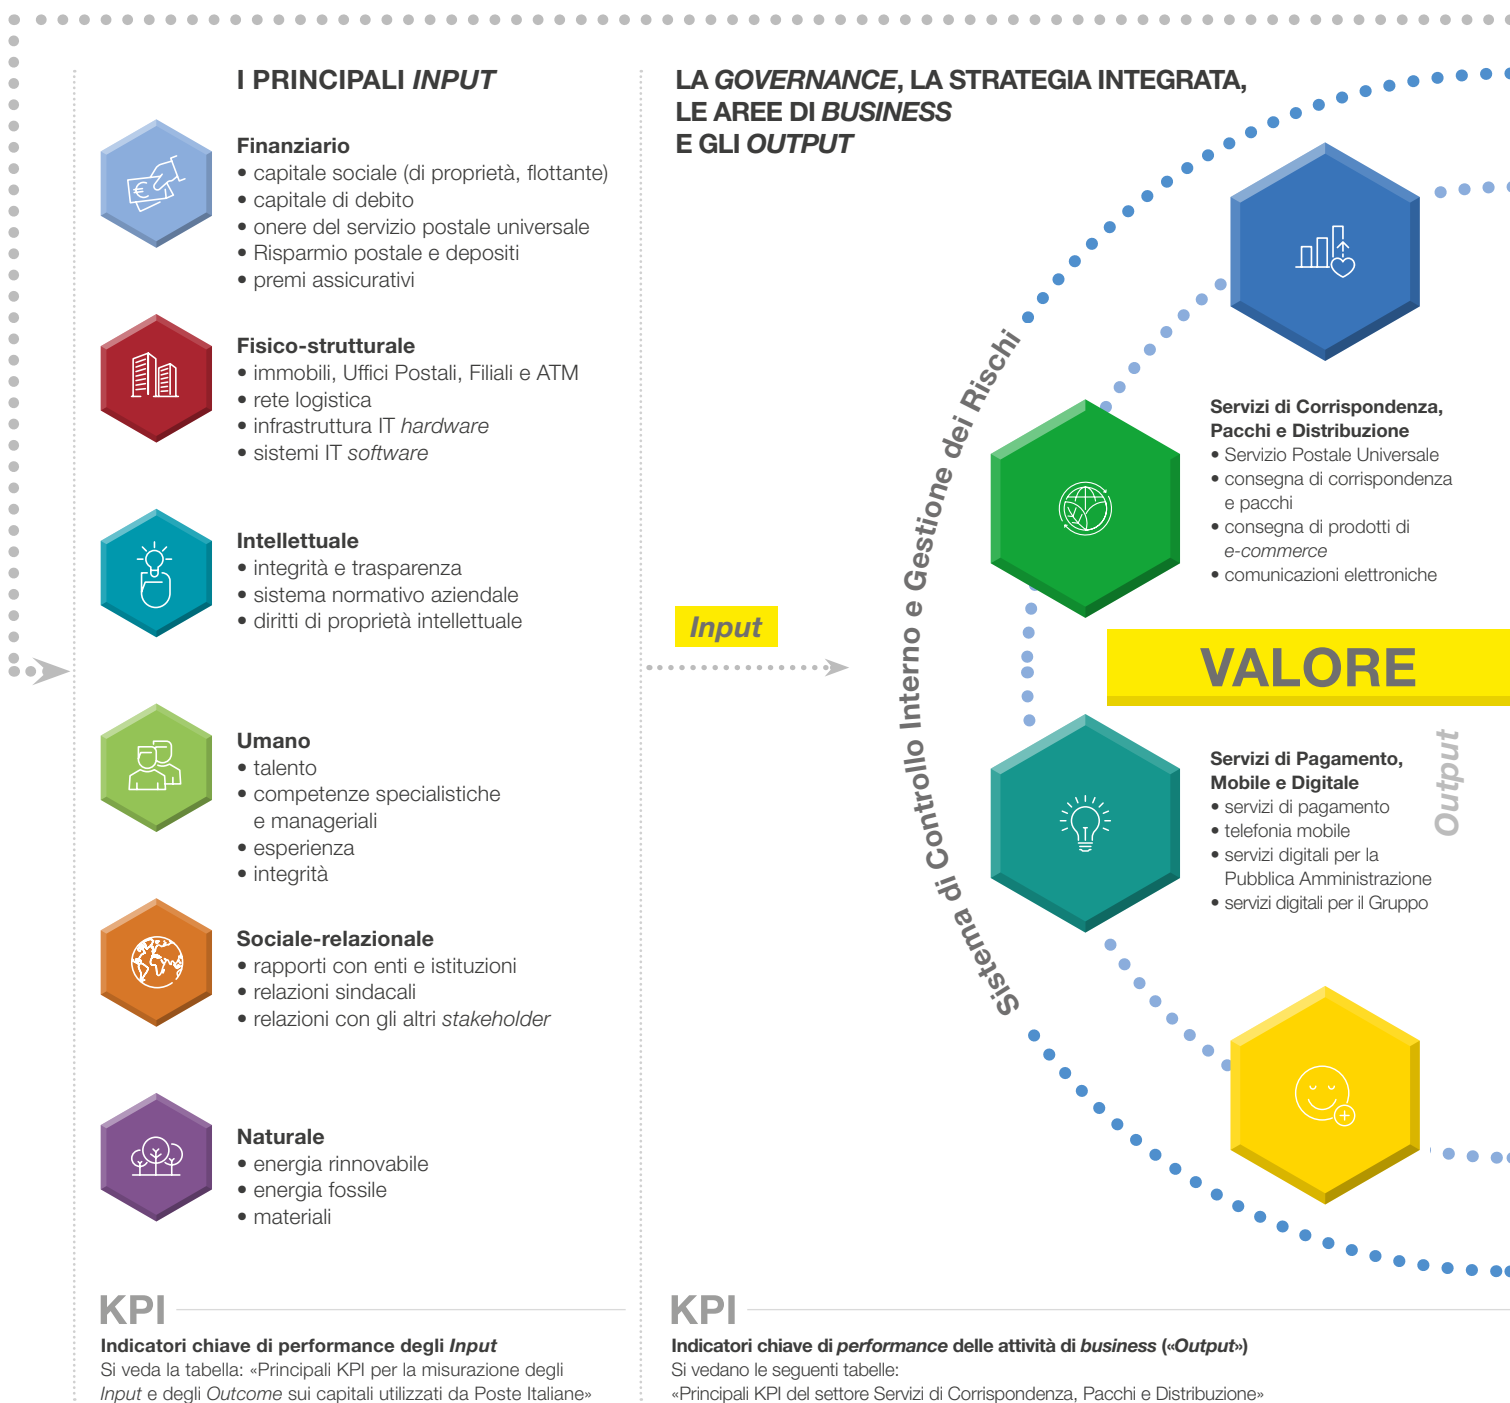 I PRINCIPALI INPUT
Finanziario
• capitale sociale (di proprietà, flottante)
• capitale di debito
• onere del servizio postale universale
• Risparmio postale e depositi
• premi assicurativi
Fisico-strutturale
• immobili, Uffici Postali, Filiali e ATM
• rete logistica
• infrastruttura IT hardware
• sistemi IT software
Intellettuale
• integrità e trasparenza
• sistema normativo aziendale
• diritti di proprietà intellettuale
Umano
• talento
• competenze specialistiche
e manageriali
• esperienza
• integrità
Sociale-relazionale
• rapporti con enti e istituzioni
• relazioni sindacali
• relazioni con gli altri stakeholder
Naturale
• energia rinnovabile
• energia fossile
• materiali
KPI
Indicatori chiave di performance degli Input
Si veda la tabella: «Principali KPI per la misurazione degli
Input e degli Outcome sui capitali utilizzati da Poste Italiane»
LA GOVERNANCE, LA STRATEGIA INTEGRATA,
LE AREE DI BUSINESS
E GLI OUTPUT
Input
Sistema di Controllo Interno e Gestione dei Rischi
Servizi di Corrispondenza,
Pacchi e Distribuzione
• Servizio Postale Universale
• consegna di corrispondenza
e pacchi
• consegna di prodotti di
e-commerce
• comunicazioni elettroniche
VALORE
Servizi di Pagamento,
Mobile e Digitale
• servizi di pagamento
• telefonia mobile
• servizi digitali per la
Pubblica Amministrazione
• servizi digitali per il Gruppo
Output
KPI
Indicatori chiave di performance delle attività di business («Output»)
Si vedano le seguenti tabelle:
«Principali KPI del settore Servizi di Corrispondenza, Pacchi e Distribuzione»